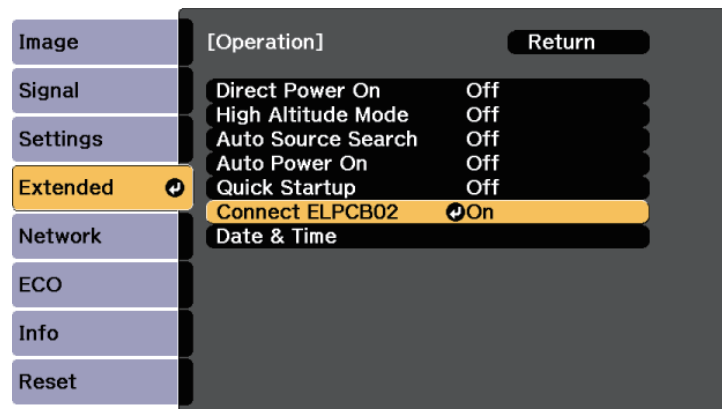 Image
Signal
Settings
Extended
Network
ECO
Info
Reset
[Operation] Return
Direct Power On Off
High Altitude Mode Off
Auto Source Search Off
Auto Power On Off
Quick Startup Off
Connect ELPCB02 On
Date & Time